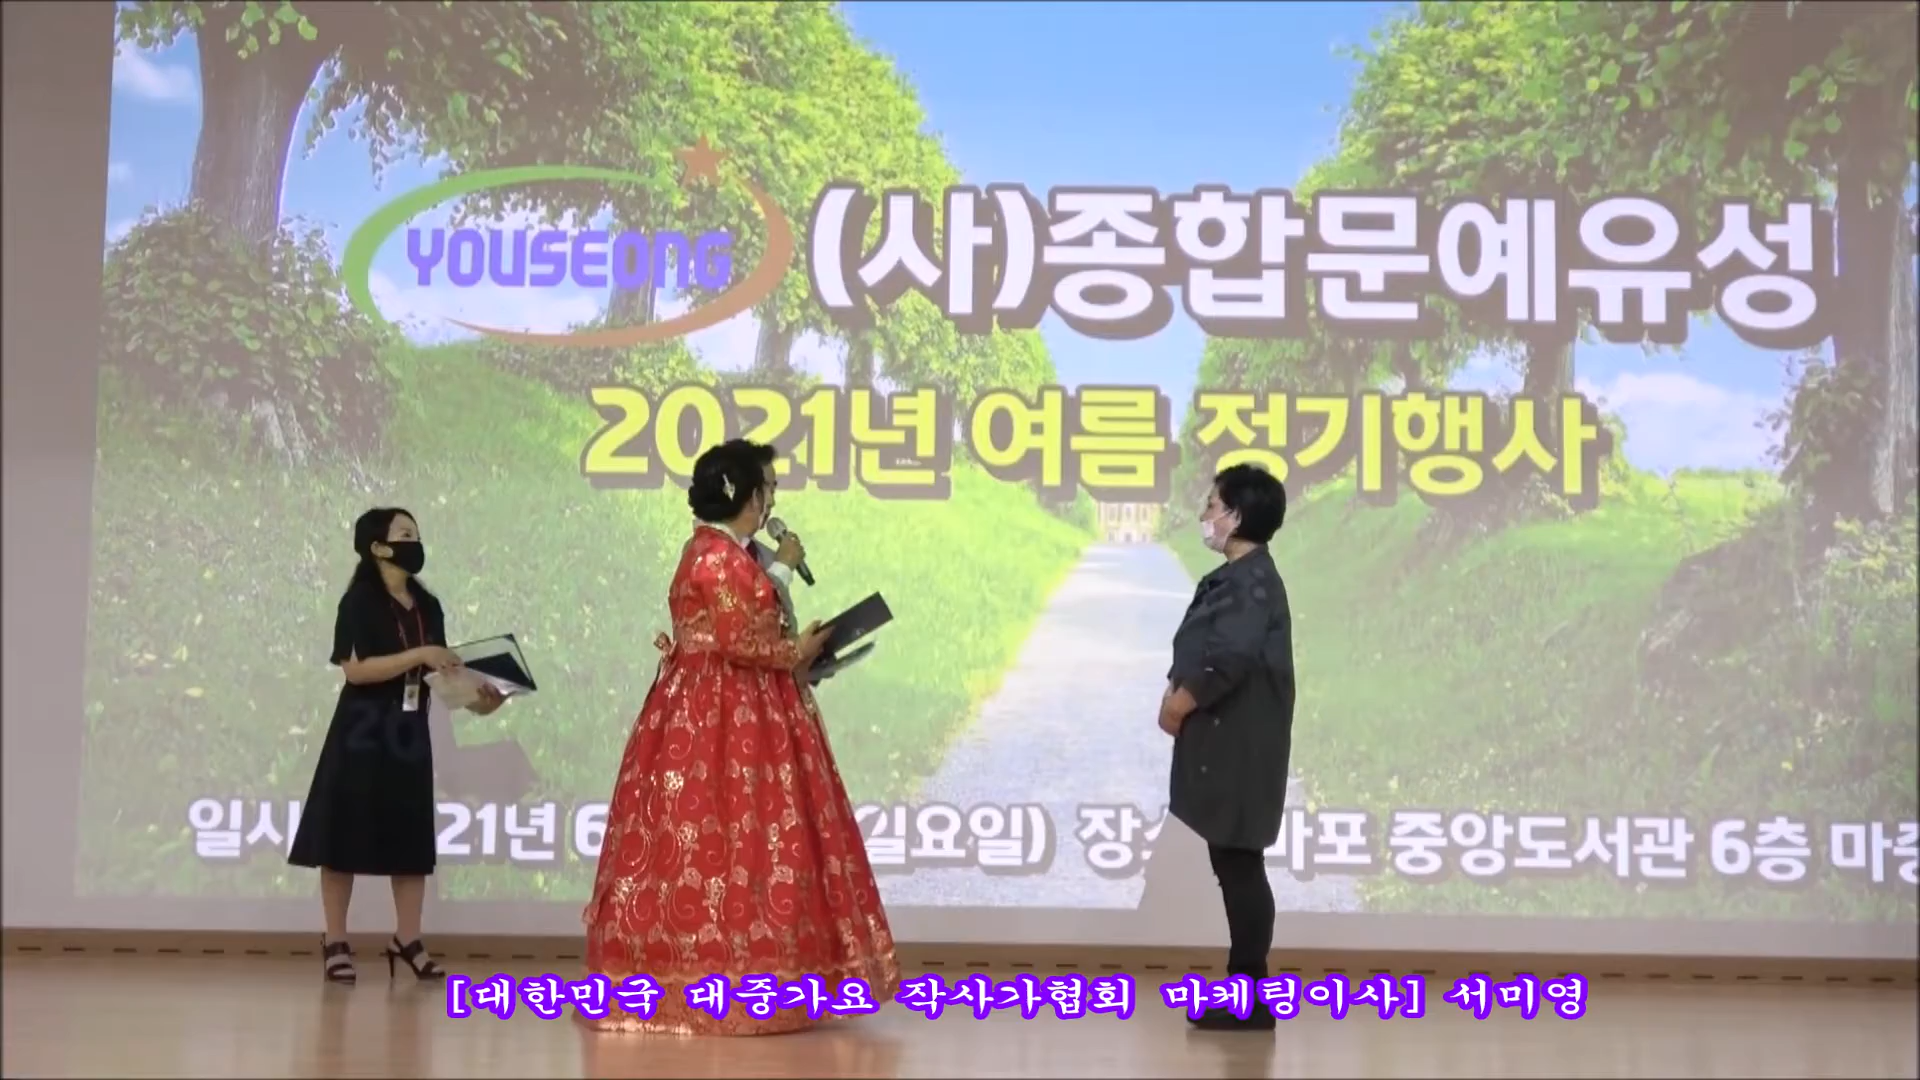 YOUSEONG (사)종합문예유성
2021년 여름 정기행사
일시 21년 6 일요일) 장소 마포 중앙도서관 6층
[대한민국 대중가요 작사가협회 마케팅이사] 서미영